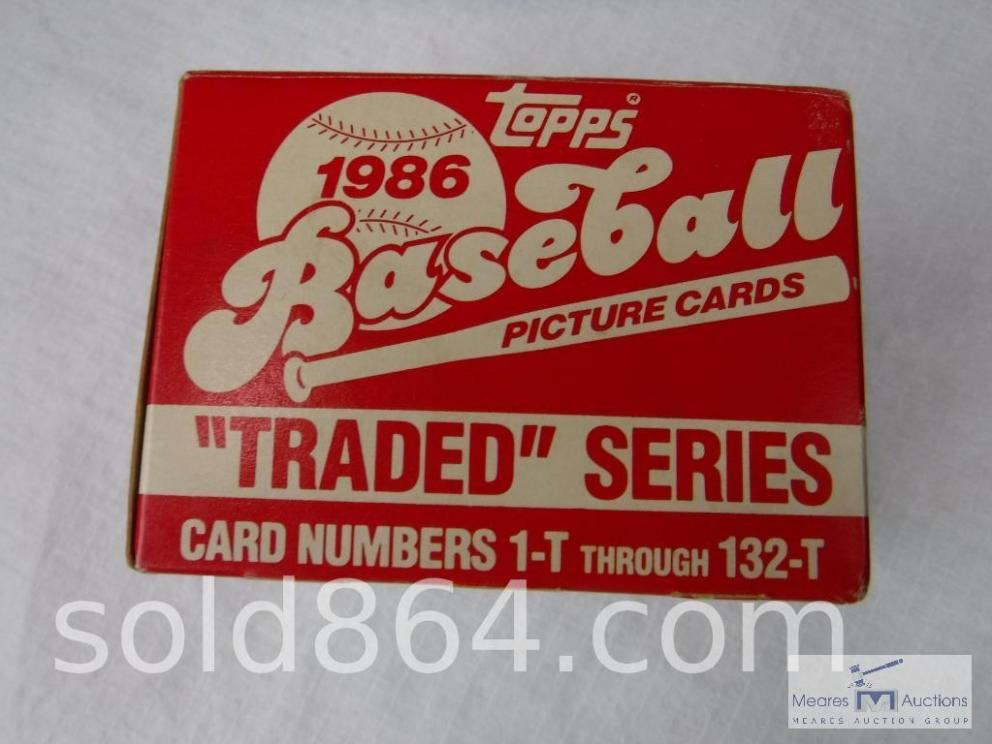 Topps®
1986
Baseball
PICTURE CARDS
"TRADED" SERIES
CARD NUMBERS 1-T THROUGH 132-T
sold864.com
Meares M Auctions
MEARES AUCTION GROUP